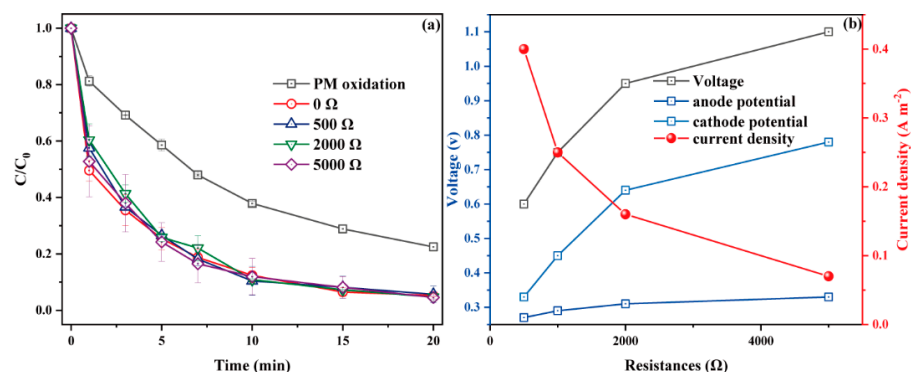 (a)
1.0
0.8
0.6
0.4
0.2
0.0
C/C₀
PM oxidation
0 Ω
500 Ω
2000 Ω
5000 Ω
0
5
10
15
20
Time (min)
(b)
1.1
1.0
0.9
0.8
0.7
0.6
0.5
0.4
0.3
Voltage (v)
Voltage
anode potential
cathode potential
current density
0
2000
4000
Resistances (Ω)
0.4
0.3
0.2
0.1
0.0
Current density (A m⁻²)